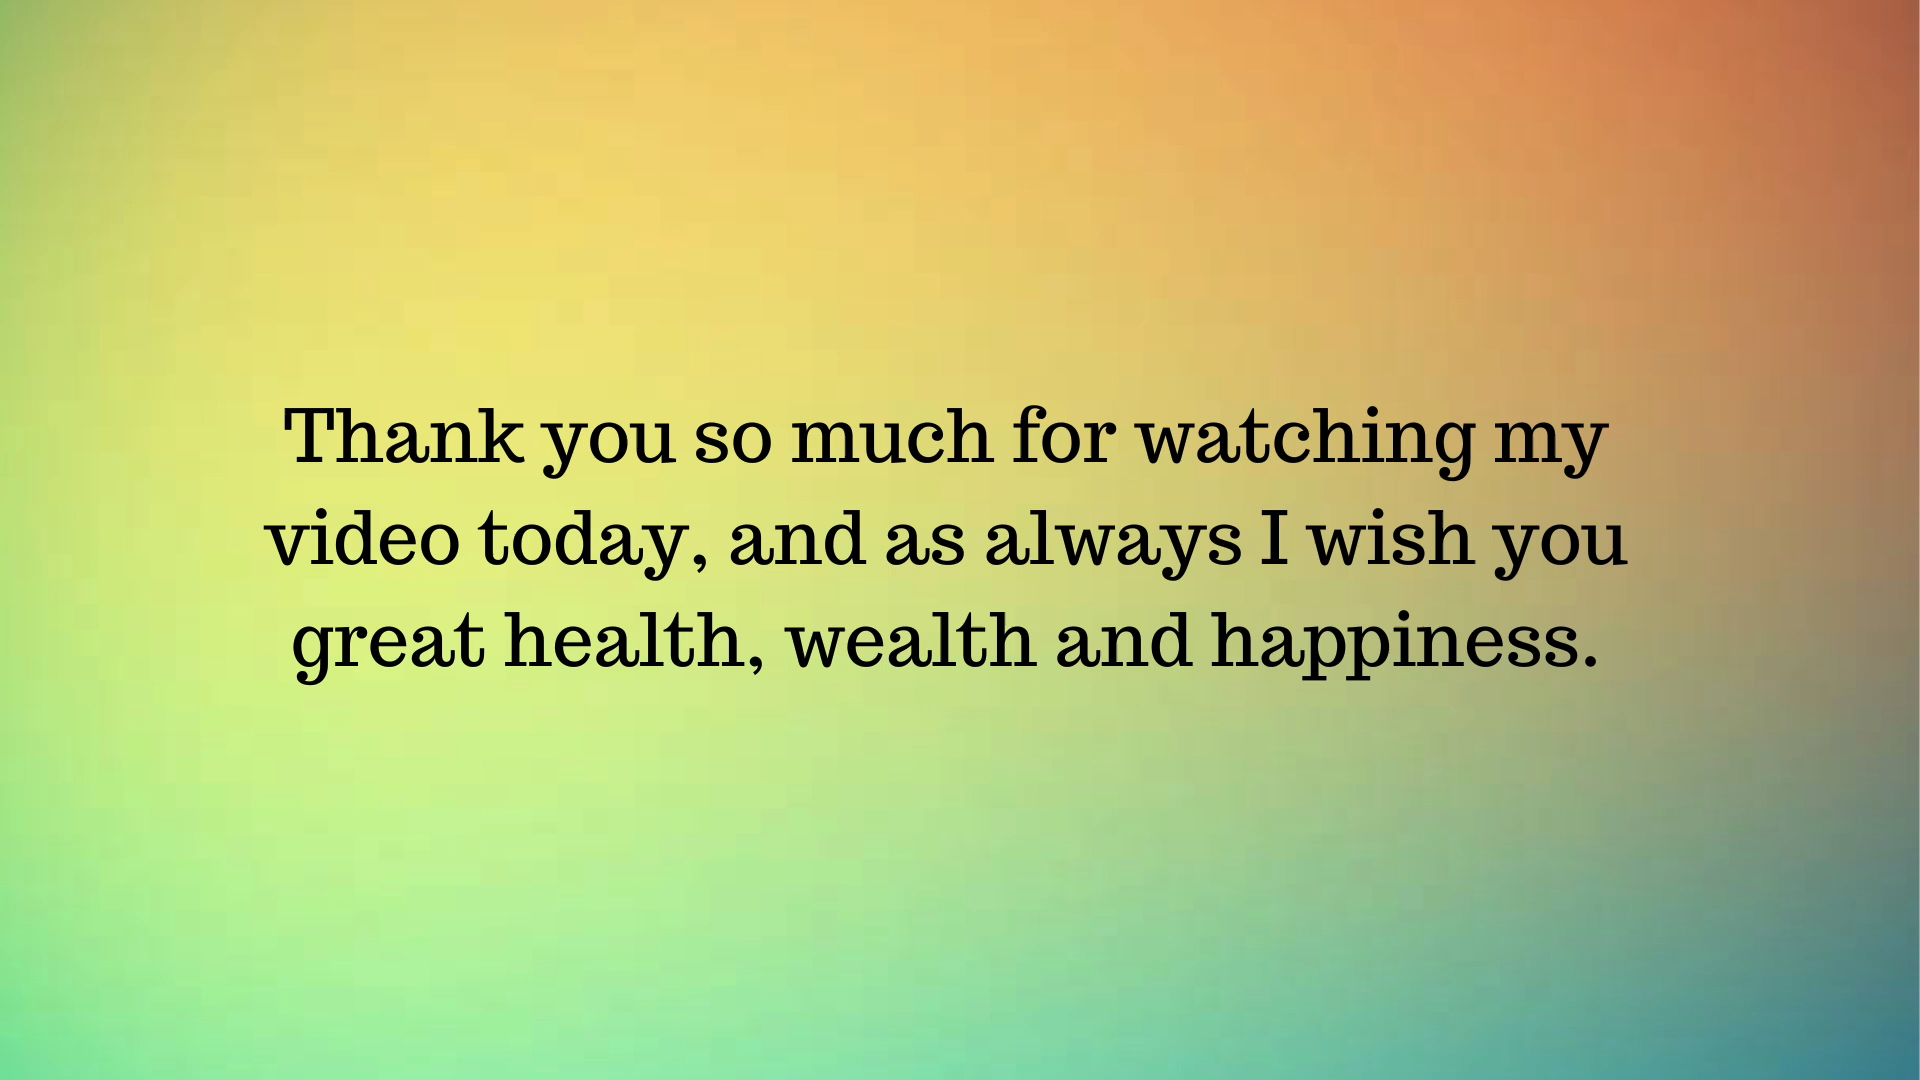 Thank you so much for watching my
video today, and as always I wish you
great health, wealth and happiness.